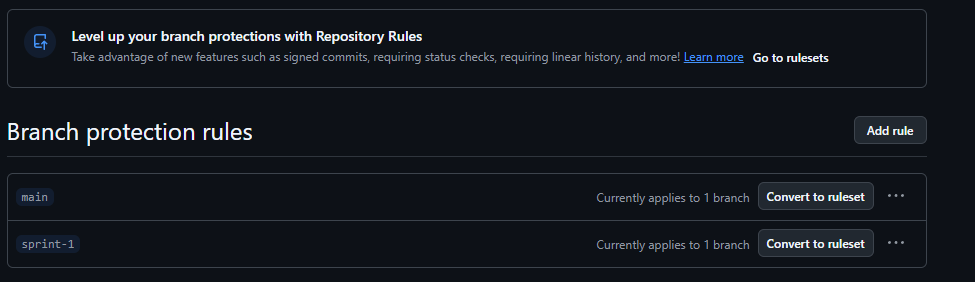 Level up your branch protections with Repository Rules
Take advantage of new features such as signed commits, requiring status checks, requiring linear history, and more! Learn more Go to rulesets
Branch protection rules Add rule
main Currently applies to 1 branch Convert to ruleset ···
sprint-1 Currently applies to 1 branch Convert to ruleset ···